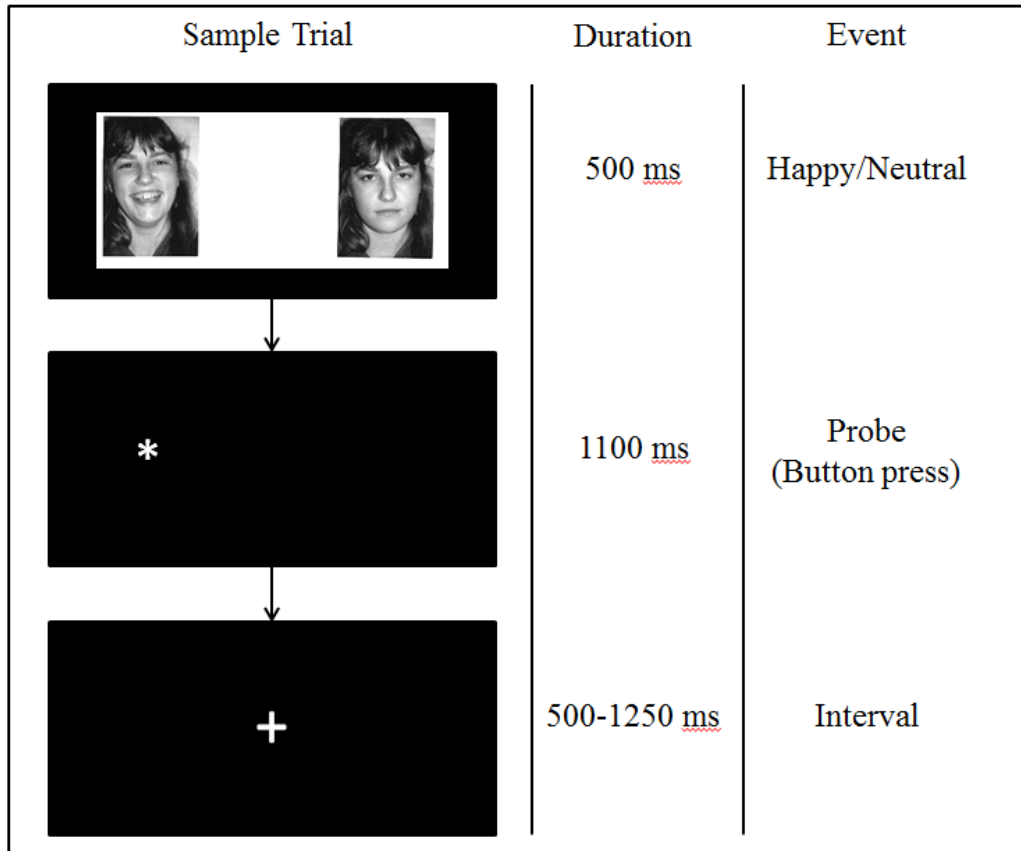 Sample Trial Duration Event
500 ms Happy/Neutral
*
1100 ms
Probe
(Button press)
+
500-1250 ms Interval